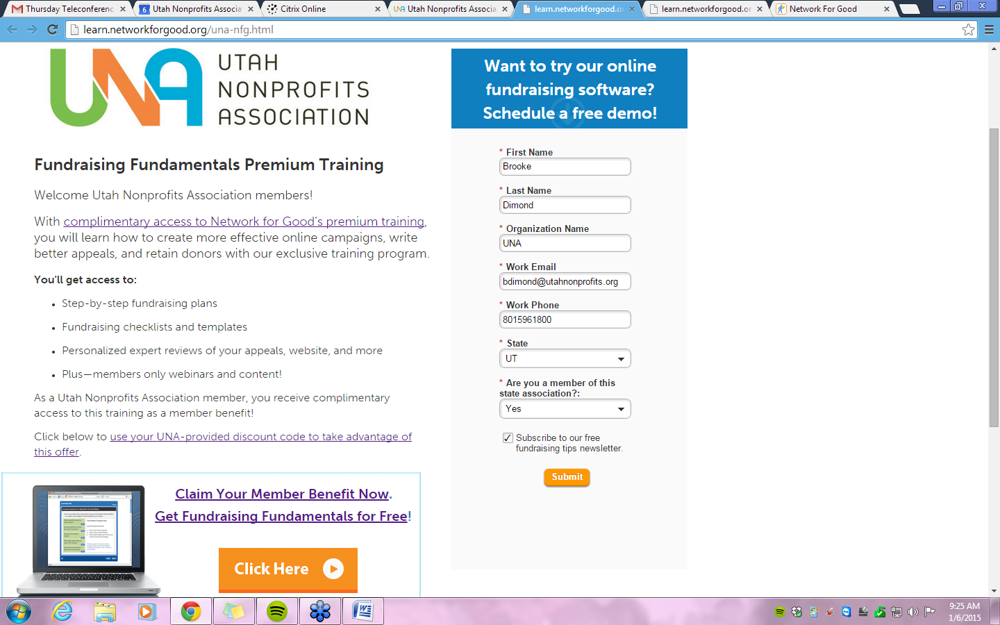 Thursday Teleconferenc
Utah Nonprofits Associa
Citrix Online
Utah Nonprofits Associa
learn.networkforgood.o
learn.networkforgood.or
Network For Good
learn.networkforgood.org/una-nfg.html
UNA
UTAH
NONPROFITS
ASSOCIATION
Fundraising Fundamentals Premium Training
Welcome Utah Nonprofits Association members!
With complimentary access to Network for Good's premium training,
you will learn how to create more effective online campaigns, write
better appeals, and retain donors with our exclusive training program.
You'll get access to:
• Step-by-step fundraising plans
• Fundraising checklists and templates
• Personalized expert reviews of your appeals, website, and more
• Plus—members only webinars and content!
As a Utah Nonprofits Association member, you receive complimentary
access to this training as a member benefit!
Click below to use your UNA-provided discount code to take advantage of
this offer.
Claim Your Member Benefit Now.
Get Fundraising Fundamentals for Free!
Click Here
Want to try our online
fundraising software?
Schedule a free demo!
* First Name
Brooke
* Last Name
Dimond
* Organization Name
UNA
* Work Email
bdimond@utahnonprofits.org
* Work Phone
8015961800
* State
UT
* Are you a member of this
state association?:
Yes
Subscribe to our free
fundraising tips newsletter.
Submit
9:25 AM
1/6/2015